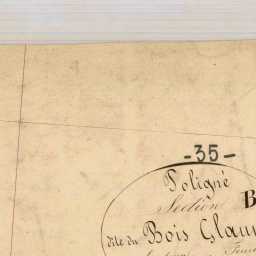 -35-
Poligné
Section B
dite du Bois Glau